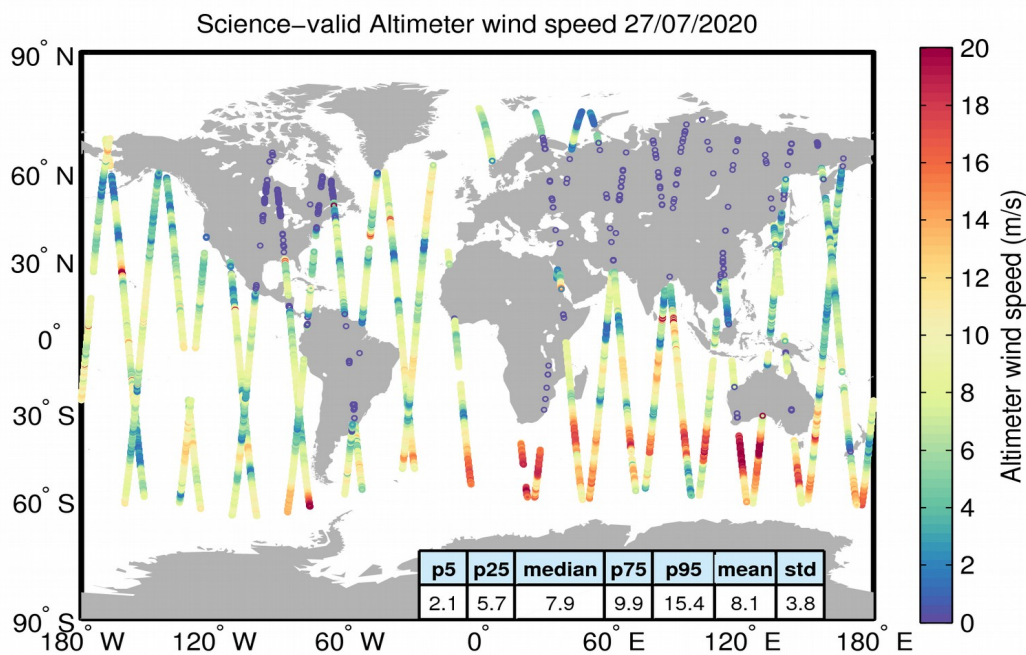 Science−valid Altimeter wind speed 27/07/2020
90° N
60° N
30° N
0°
30° S
60° S
90° S
180° W
120° W
60° W
0°
60° E
120° E
180° E
p5 p25 median p75 p95 mean std
2.1 5.7 7.9 9.9 15.4 8.1 3.8
20
18
16
14
12
10
8
6
4
2
0
Altimeter wind speed (m/s)